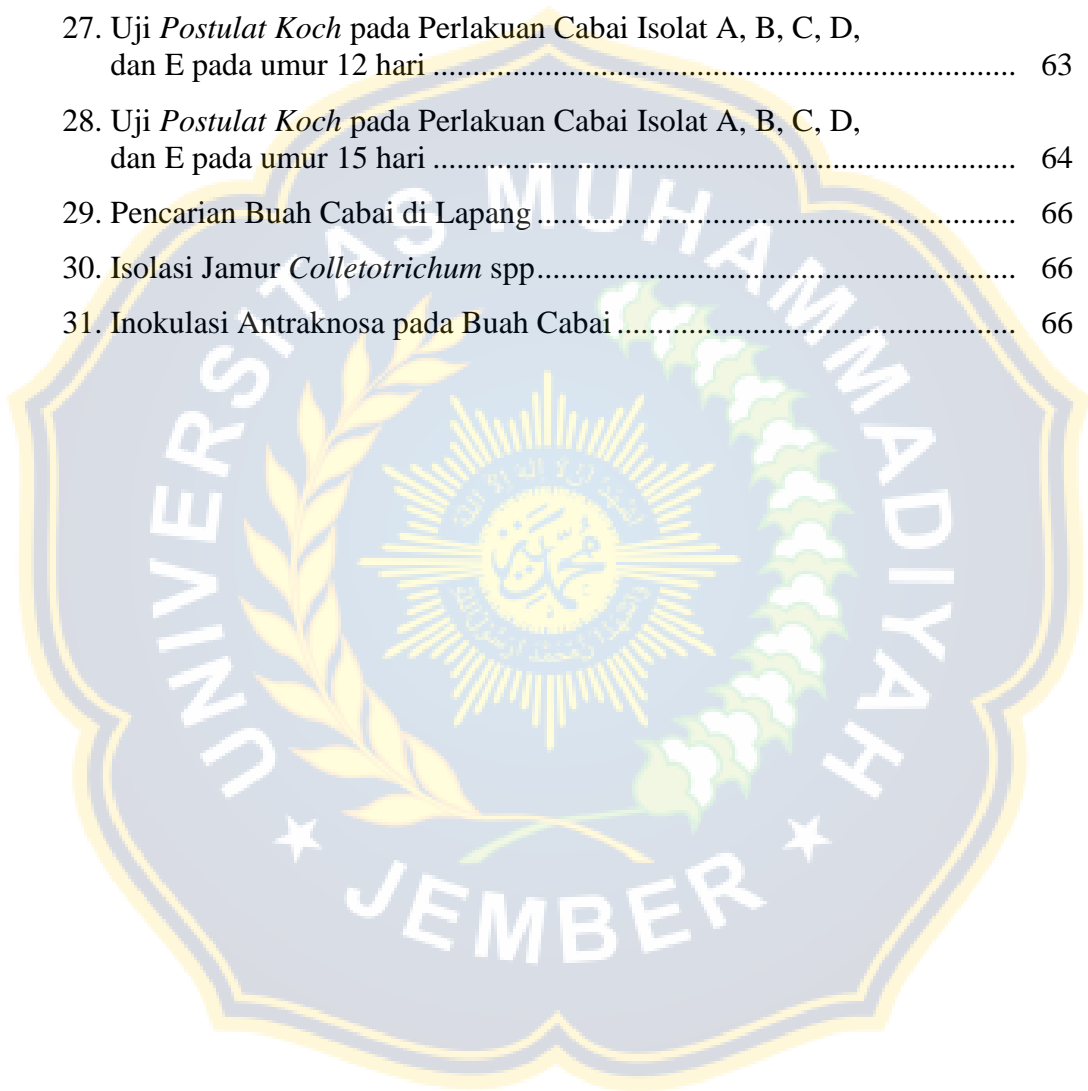 27. Uji Postulat Koch pada Perlakuan Cabai Isolat A, B, C, D,
dan E pada umur 12 hari ........................................................................ 63
28. Uji Postulat Koch pada Perlakuan Cabai Isolat A, B, C, D,
dan E pada umur 15 hari ........................................................................ 64
29. Pencarian Buah Cabai di Lapang .......................................................... 66
30. Isolasi Jamur Colletotrichum spp.......................................................... 66
31. Inokulasi Antraknosa pada Buah Cabai ................................................. 66
UNIVERSITAS MUHAMMADIYAH
JEMBER